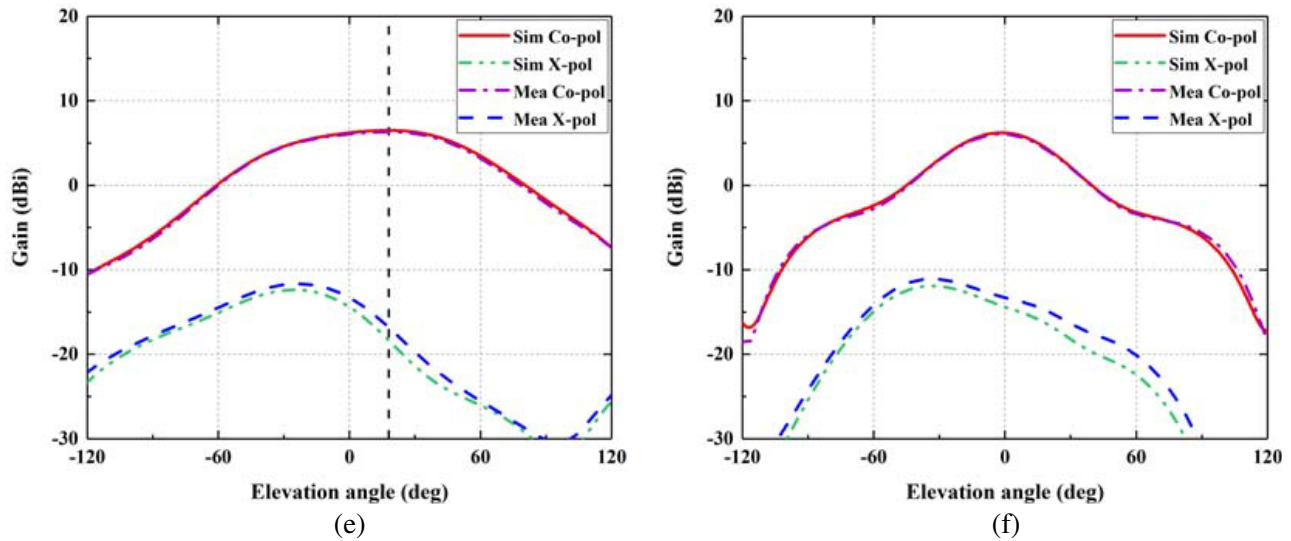 20
10
0
-10
-20
-30
Gain (dBi)
Sim Co-pol
Sim X-pol
Mea Co-pol
Mea X-pol
-120
-60
0
60
120
Elevation angle (deg)
(e)
20
10
0
-10
-20
-30
Gain (dBi)
Sim Co-pol
Sim X-pol
Mea Co-pol
Mea X-pol
-120
-60
0
60
120
Elevation angle (deg)
(f)